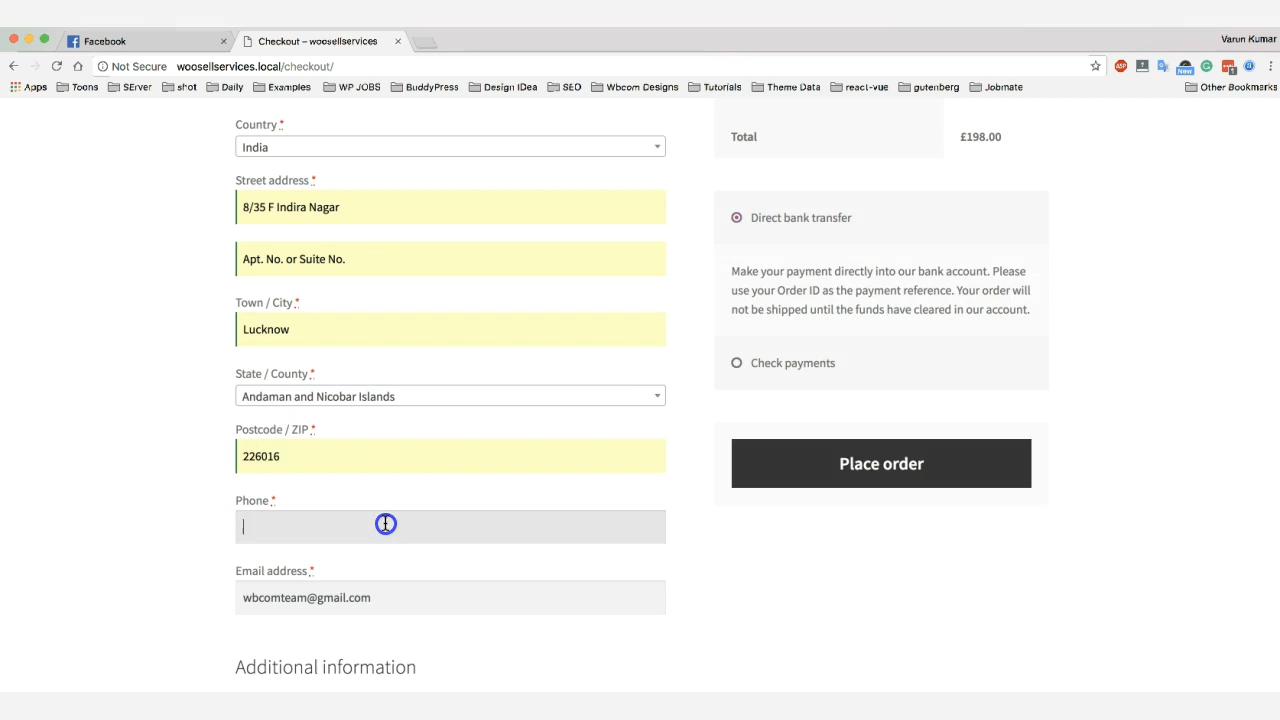 Facebook
Checkout – woosellservices
Varun Kumar
Not Secure woosellservices.local/checkout/
Apps Toons SErver shot Daily Examples WP JOBS BuddyPress Design IDea SEO Wbcom Designs Tutorials Theme Data react-vue gutenberg Jobmate Other Bookmarks
Country *
India
Street address *
8/35 F Indira Nagar
Apt. No. or Suite No.
Town / City *
Lucknow
State / County *
Andaman and Nicobar Islands
Postcode / ZIP *
226016
Phone *
Email address *
wbcomteam@gmail.com
Additional information
Total £198.00
Direct bank transfer
Make your payment directly into our bank account. Please
use your Order ID as the payment reference. Your order will
not be shipped until the funds have cleared in our account.
Check payments
Place order